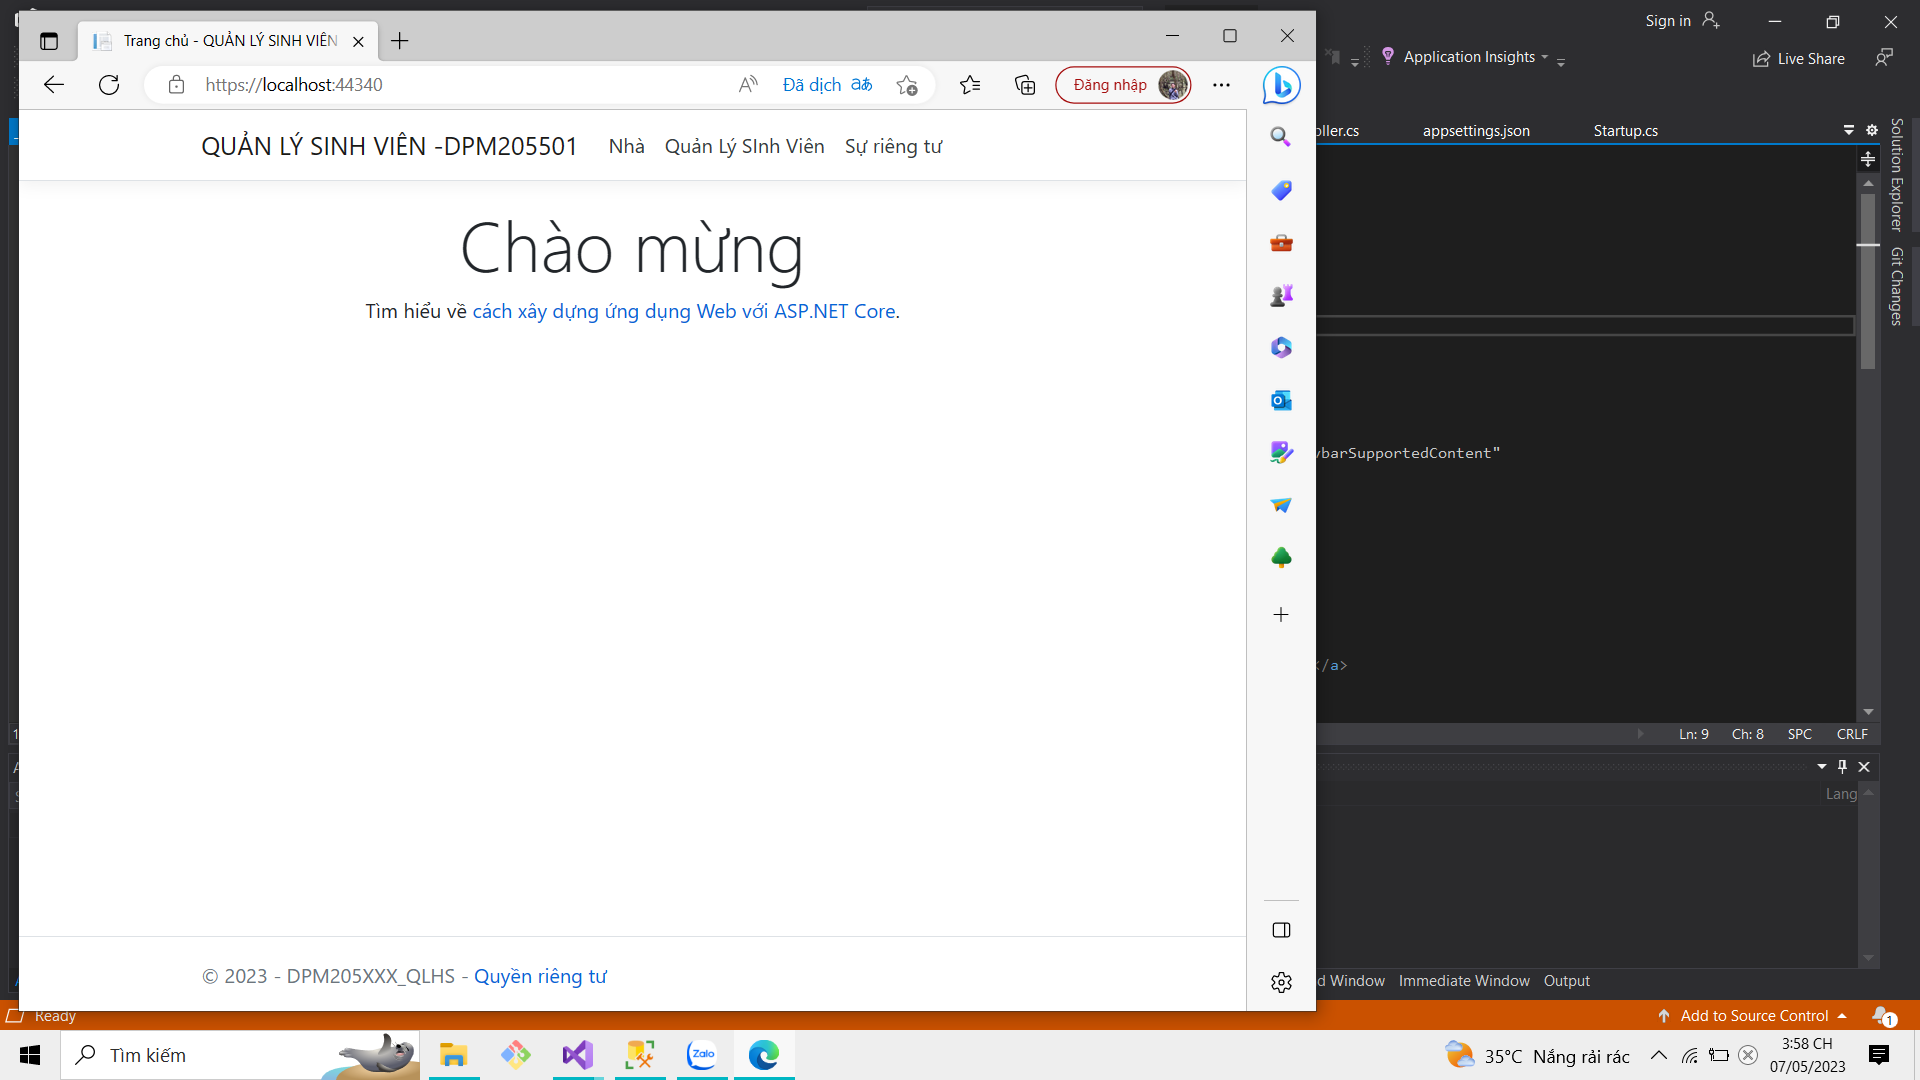 Trang chủ - QUẢN LÝ SINH VIÊN
https://localhost:44340
Đã dịch
Đăng nhập
Sign in
Application Insights
Live Share
QUẢN LÝ SINH VIÊN -DPM205501
Nhà
Quản Lý SInh Viên
Sự riêng tư
Chào mừng
Tìm hiểu về cách xây dựng ứng dụng Web với ASP.NET Core.
© 2023 - DPM205XXX_QLHS - Quyền riêng tư
oller.cs
appsettings.json
Startup.cs
Solution Explorer
Git Changes
vbarSupportedContent"
</a>
Ln: 9
Ch: 8
SPC
CRLF
Lang
d Window
Immediate Window
Output
Ready
Add to Source Control
1
Tìm kiếm
Zalo
35°C Nắng rải rác
3:58 CH
07/05/2023